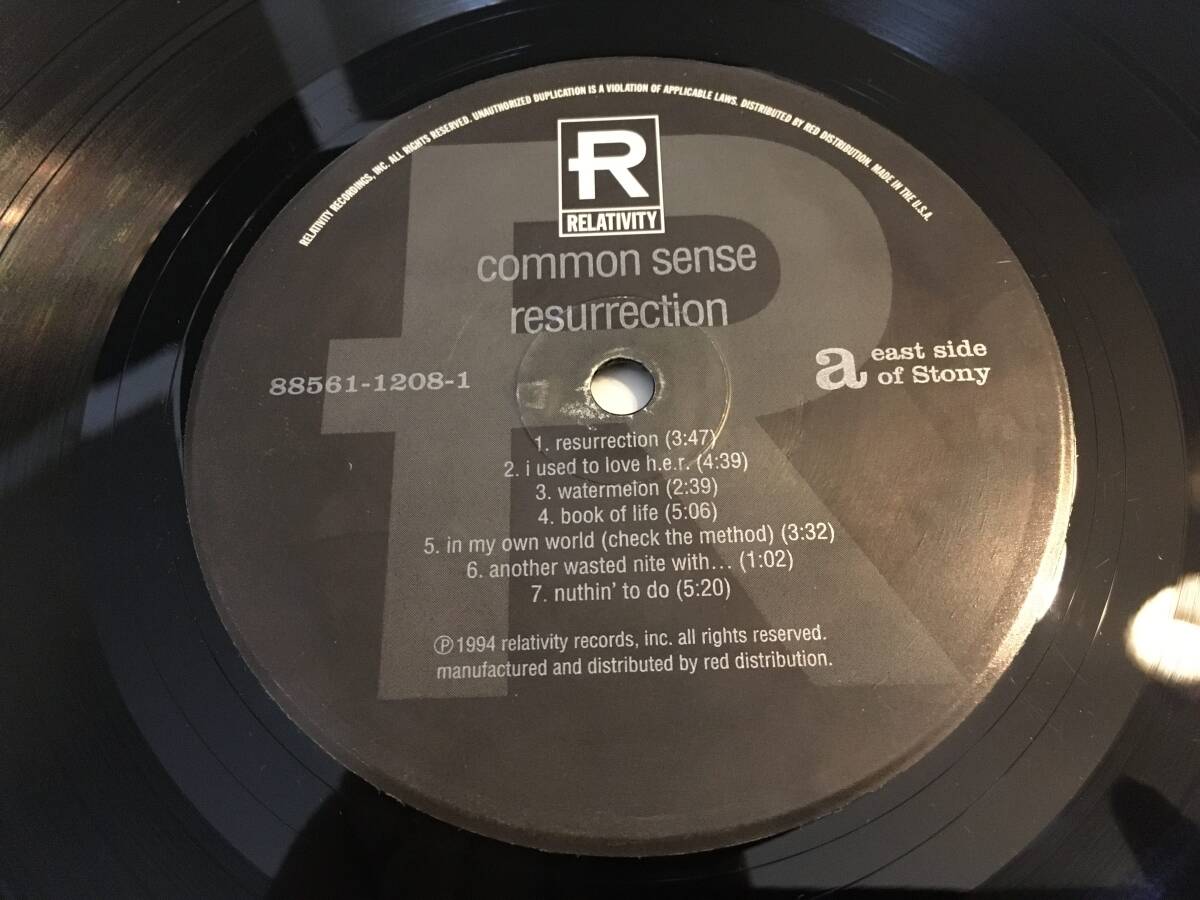 RELATIVITY RECORDINGS, INC. ALL RIGHTS RESERVED. UNAUTHORIZED DUPLICATION IS A VIOLATION OF APPLICABLE LAWS. DISTRIBUTED BY RED DISTRIBUTION. MADE IN THE U.S.A.
R
RELATIVITY
common sense
resurrection
88561-1208-1
a east side
of Stony
1. resurrection (3:47)
2. i used to love h.e.r. (4:39)
3. watermelon (2:39)
4. book of life (5:06)
5. in my own world (check the method) (3:32)
6. another wasted nite with... (1:02)
7. nuthin' to do (5:20)
℗1994 relativity records, inc. all rights reserved.
manufactured and distributed by red distribution.